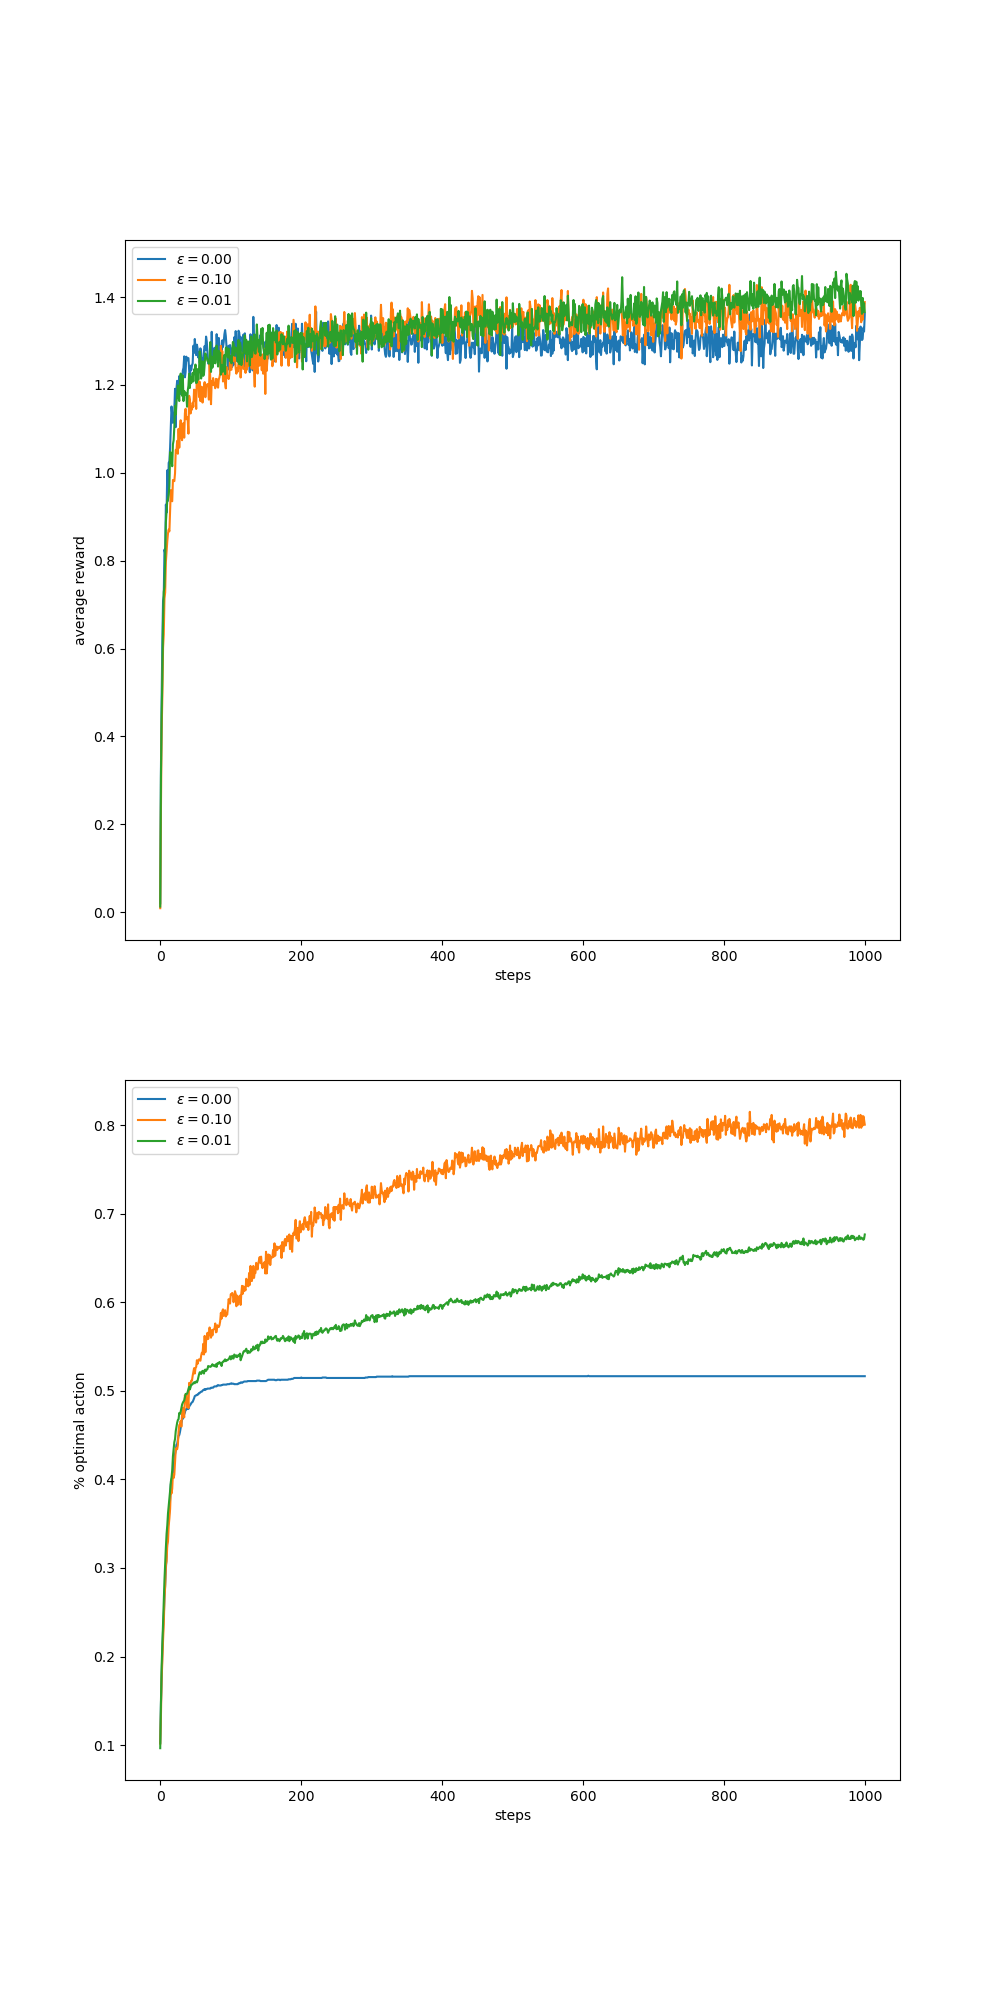 ε = 0.00
ε = 0.10
ε = 0.01
1.4
1.2
1.0
0.8
0.6
0.4
0.2
0.0
average reward
0 200 400 600 800 1000
steps
ε = 0.00
ε = 0.10
ε = 0.01
0.8
0.7
0.6
0.5
0.4
0.3
0.2
0.1
% optimal action
0 200 400 600 800 1000
steps